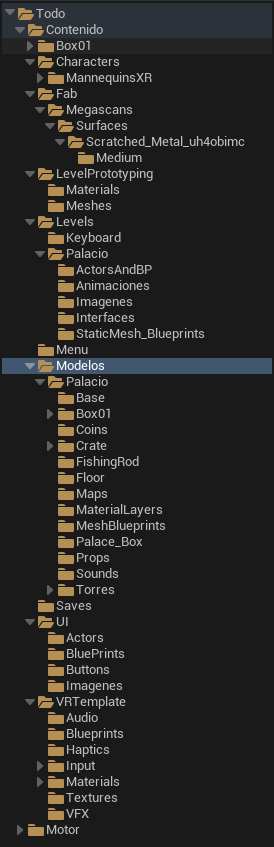 Todo
Contenido
Box01
Characters
MannequinsXR
Fab
Megascans
Surfaces
Scratched_Metal_uh4obimc
Medium
LevelPrototyping
Materials
Meshes
Levels
Keyboard
Palacio
ActorsAndBP
Animaciones
Imagenes
Interfaces
StaticMesh_Blueprints
Menu
Modelos
Palacio
Base
Box01
Coins
Crate
FishingRod
Floor
Maps
MaterialLayers
MeshBlueprints
Palace_Box
Props
Sounds
Torres
Saves
UI
Actors
BluePrints
Buttons
Imagenes
VRTemplate
Audio
Blueprints
Haptics
Input
Materials
Textures
VFX
Motor